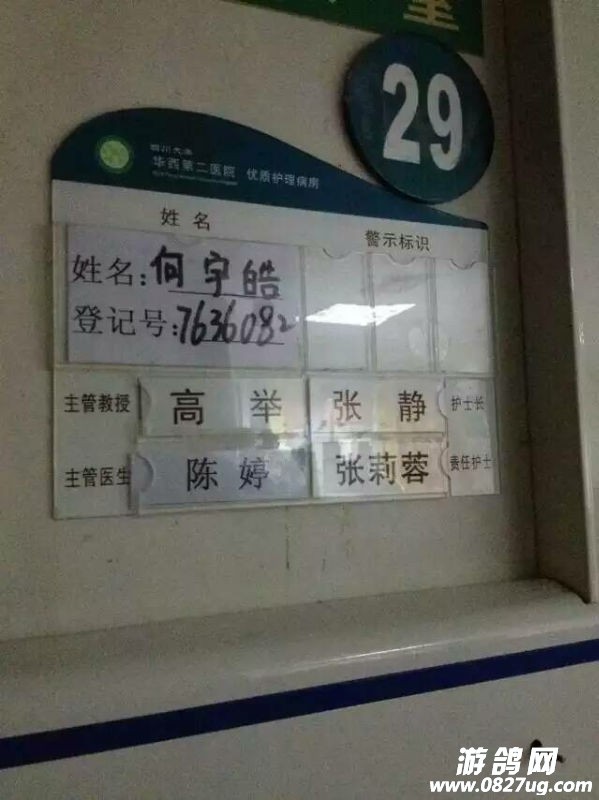 室
29
四川大学
华西第二医院 优质护理病房
姓名 警示标识
姓名:何宇皓
登记号:7636082
主管教授 高举 张静 护士长
主管医生 陈婷 张莉蓉 责任护士
游鸽网
www.0827ug.com